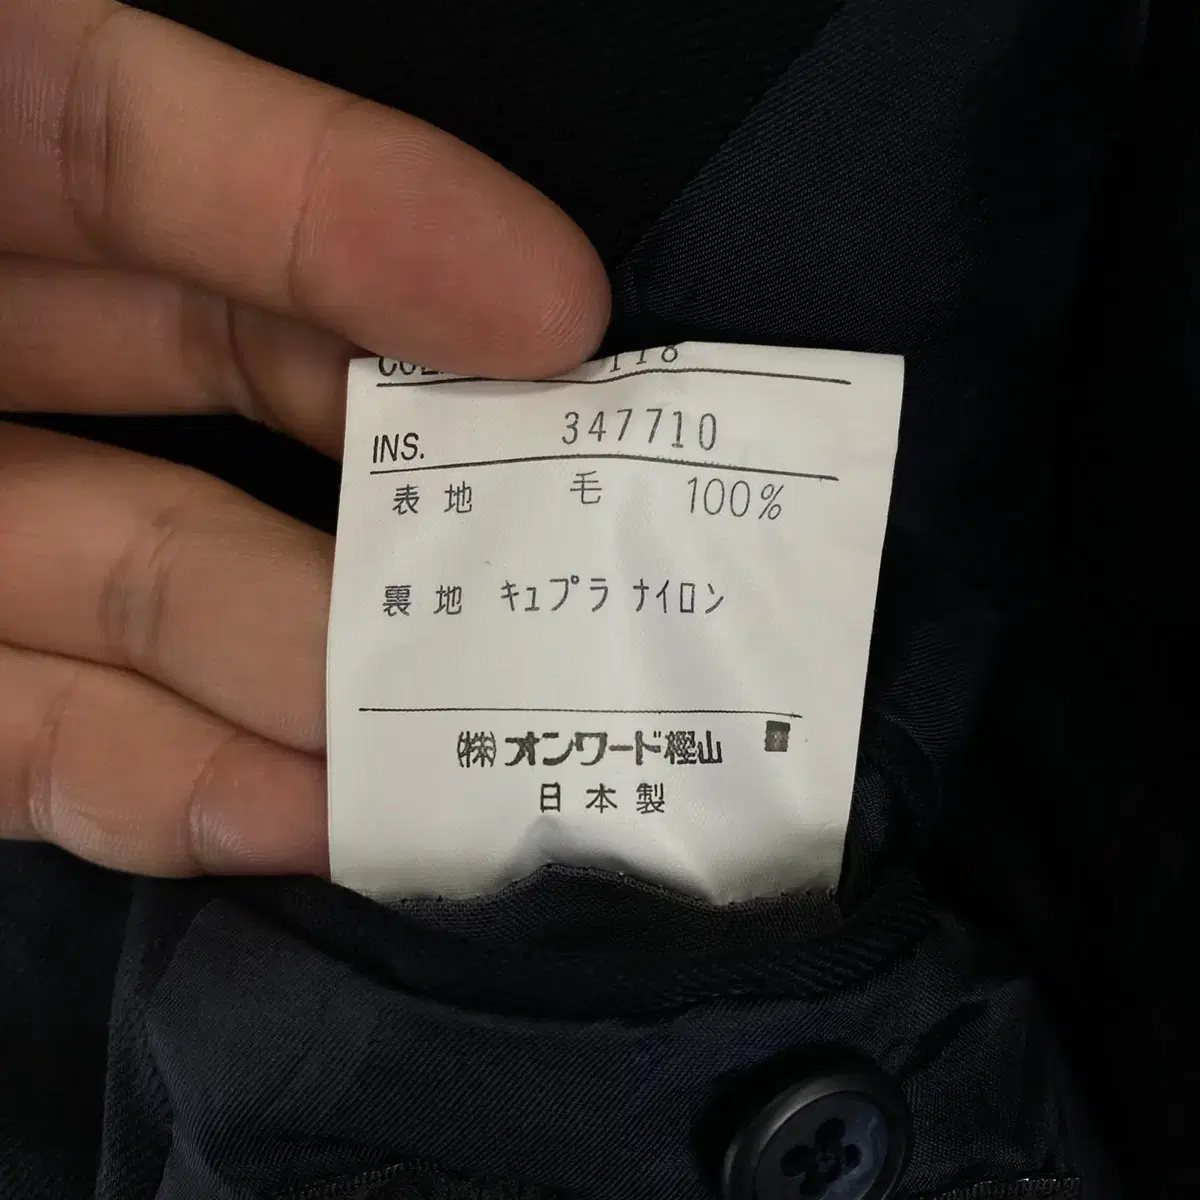 INS. 347710
表地 毛 100%
裏地 キュプラ ナイロン
㈱オンワード樫山
日本製